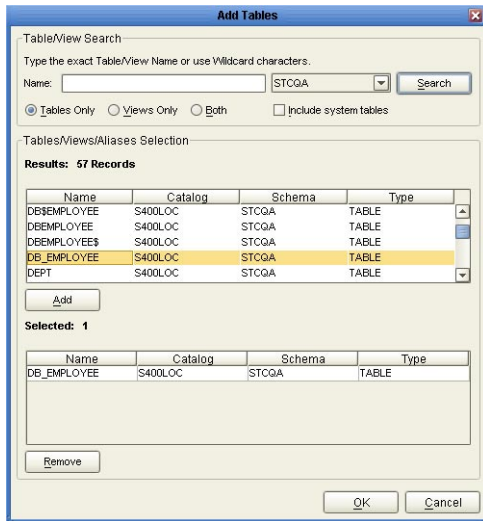 Add Tables
Table/View Search
Type the exact Table/View Name or use Wildcard characters.
Name: STCQA Search
Tables Only Views Only Both Include system tables
Tables/Views/Aliases Selection
Results: 57 Records
Name Catalog Schema Type
DB$EMPLOYEE S400LOC STCQA TABLE
DBEMPLOYEE S400LOC STCQA TABLE
DBEMPLOYEE$ S400LOC STCQA TABLE
DB_EMPLOYEE S400LOC STCQA TABLE
DEPT S400LOC STCQA TABLE
Add
Selected: 1
Name Catalog Schema Type
DB_EMPLOYEE S400LOC STCQA TABLE
Remove
OK Cancel